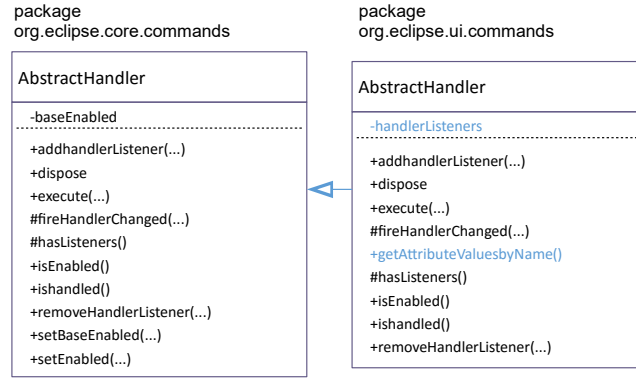 package
org.eclipse.core.commands
AbstractHandler
-baseEnabled
+addhandlerListener(...)
+dispose
+execute(...)
#fireHandlerChanged(...)
#hasListeners()
+isEnabled()
+ishandled()
+removeHandlerListener(...)
+setBaseEnabled(...)
+setEnabled(...)
package
org.eclipse.ui.commands
AbstractHandler
-handlerListeners
+addhandlerListener(...)
+dispose
+execute(...)
#fireHandlerChanged(...)
+getAttributeValuesbyName()
#hasListeners()
+isEnabled()
+ishandled()
+removeHandlerListener(...)